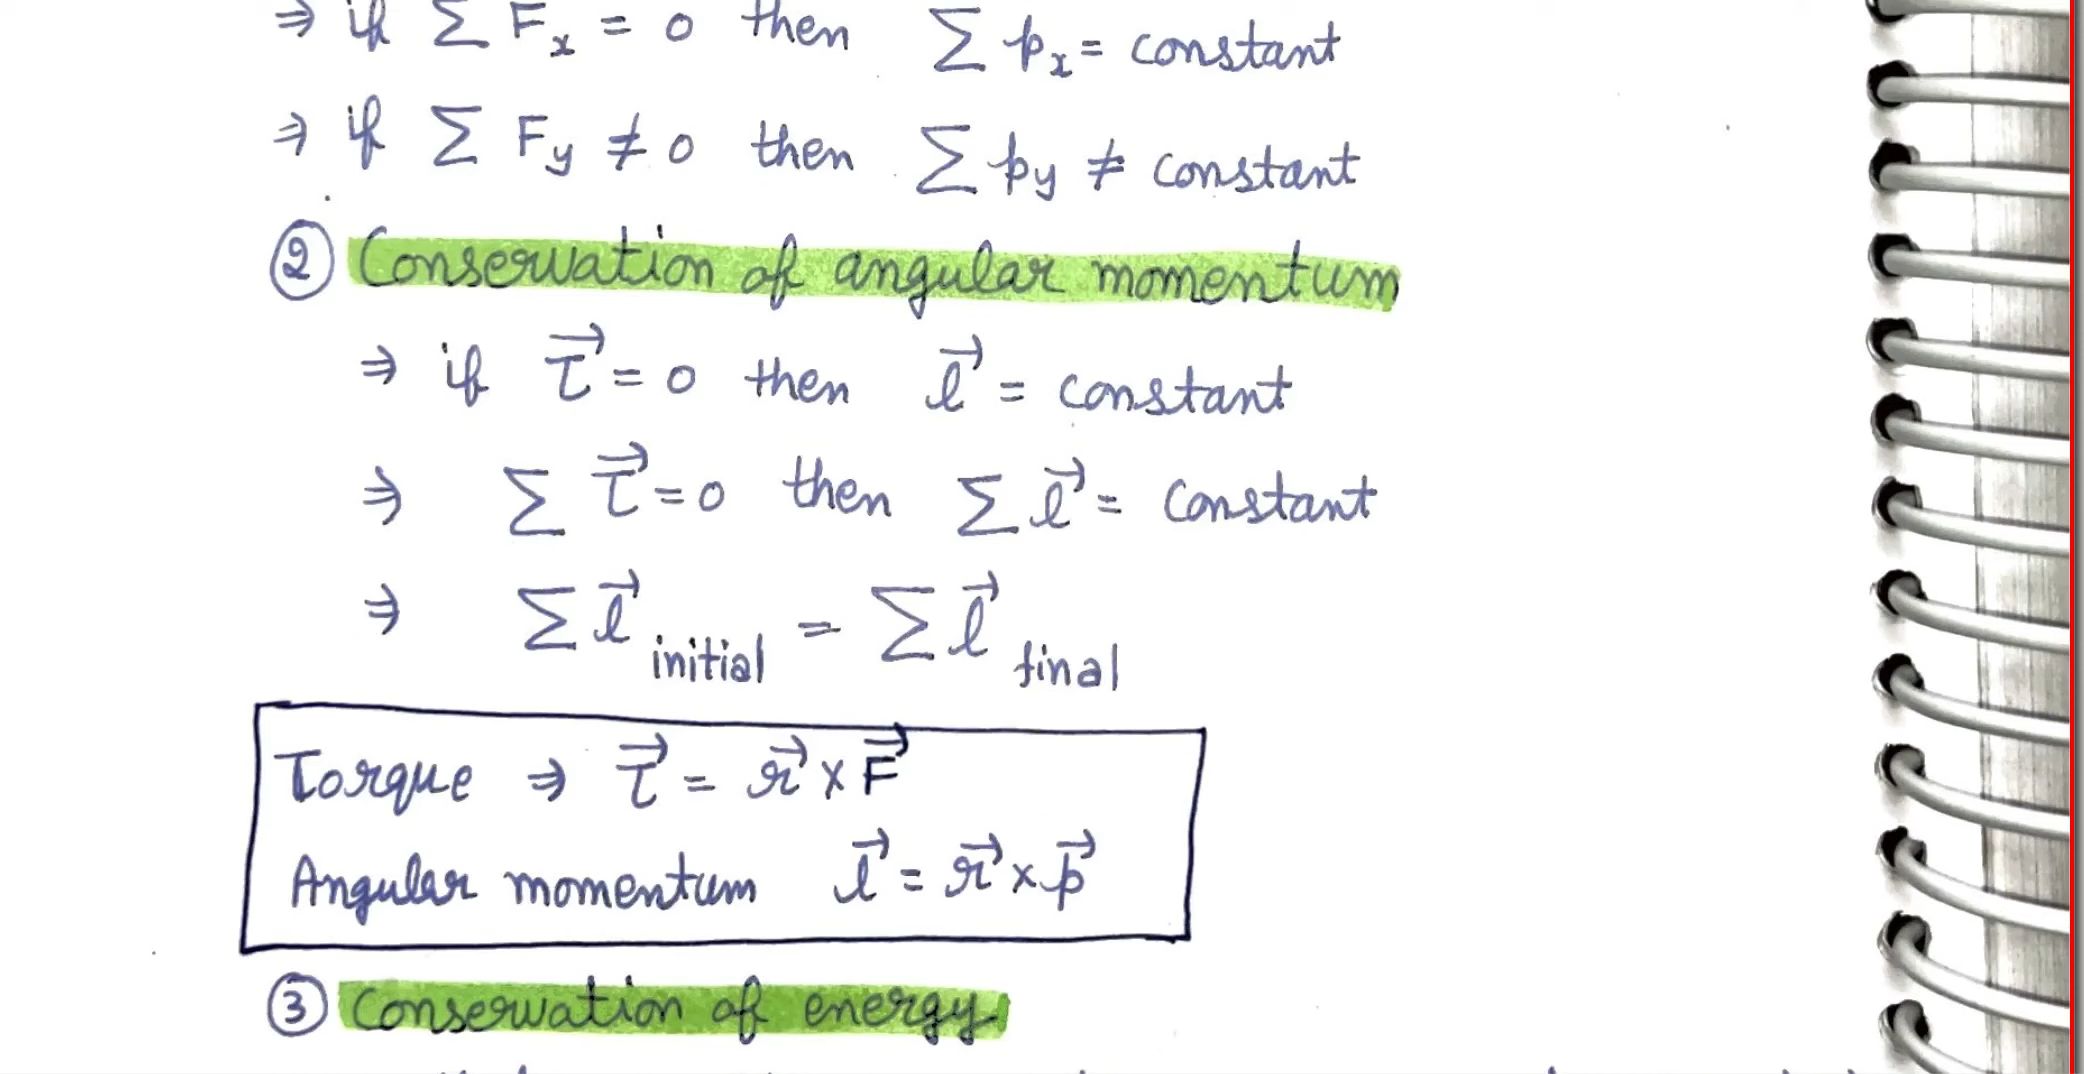 ⇒ if Σ Fₓ = 0 then Σ pₓ = constant
⇒ if Σ Fy ≠ 0 then Σ py ≠ constant
② Conservation of angular momentum
⇒ if τ⃗ = 0 then l⃗ = constant
⇒ Σ τ⃗ = 0 then Σ l⃗ = constant
⇒ Σ l⃗ initial = Σ l⃗ final
Torque ⇒ τ⃗ = r⃗ × F⃗
Angular momentum l⃗ = r⃗ × p⃗
③ Conservation of energy